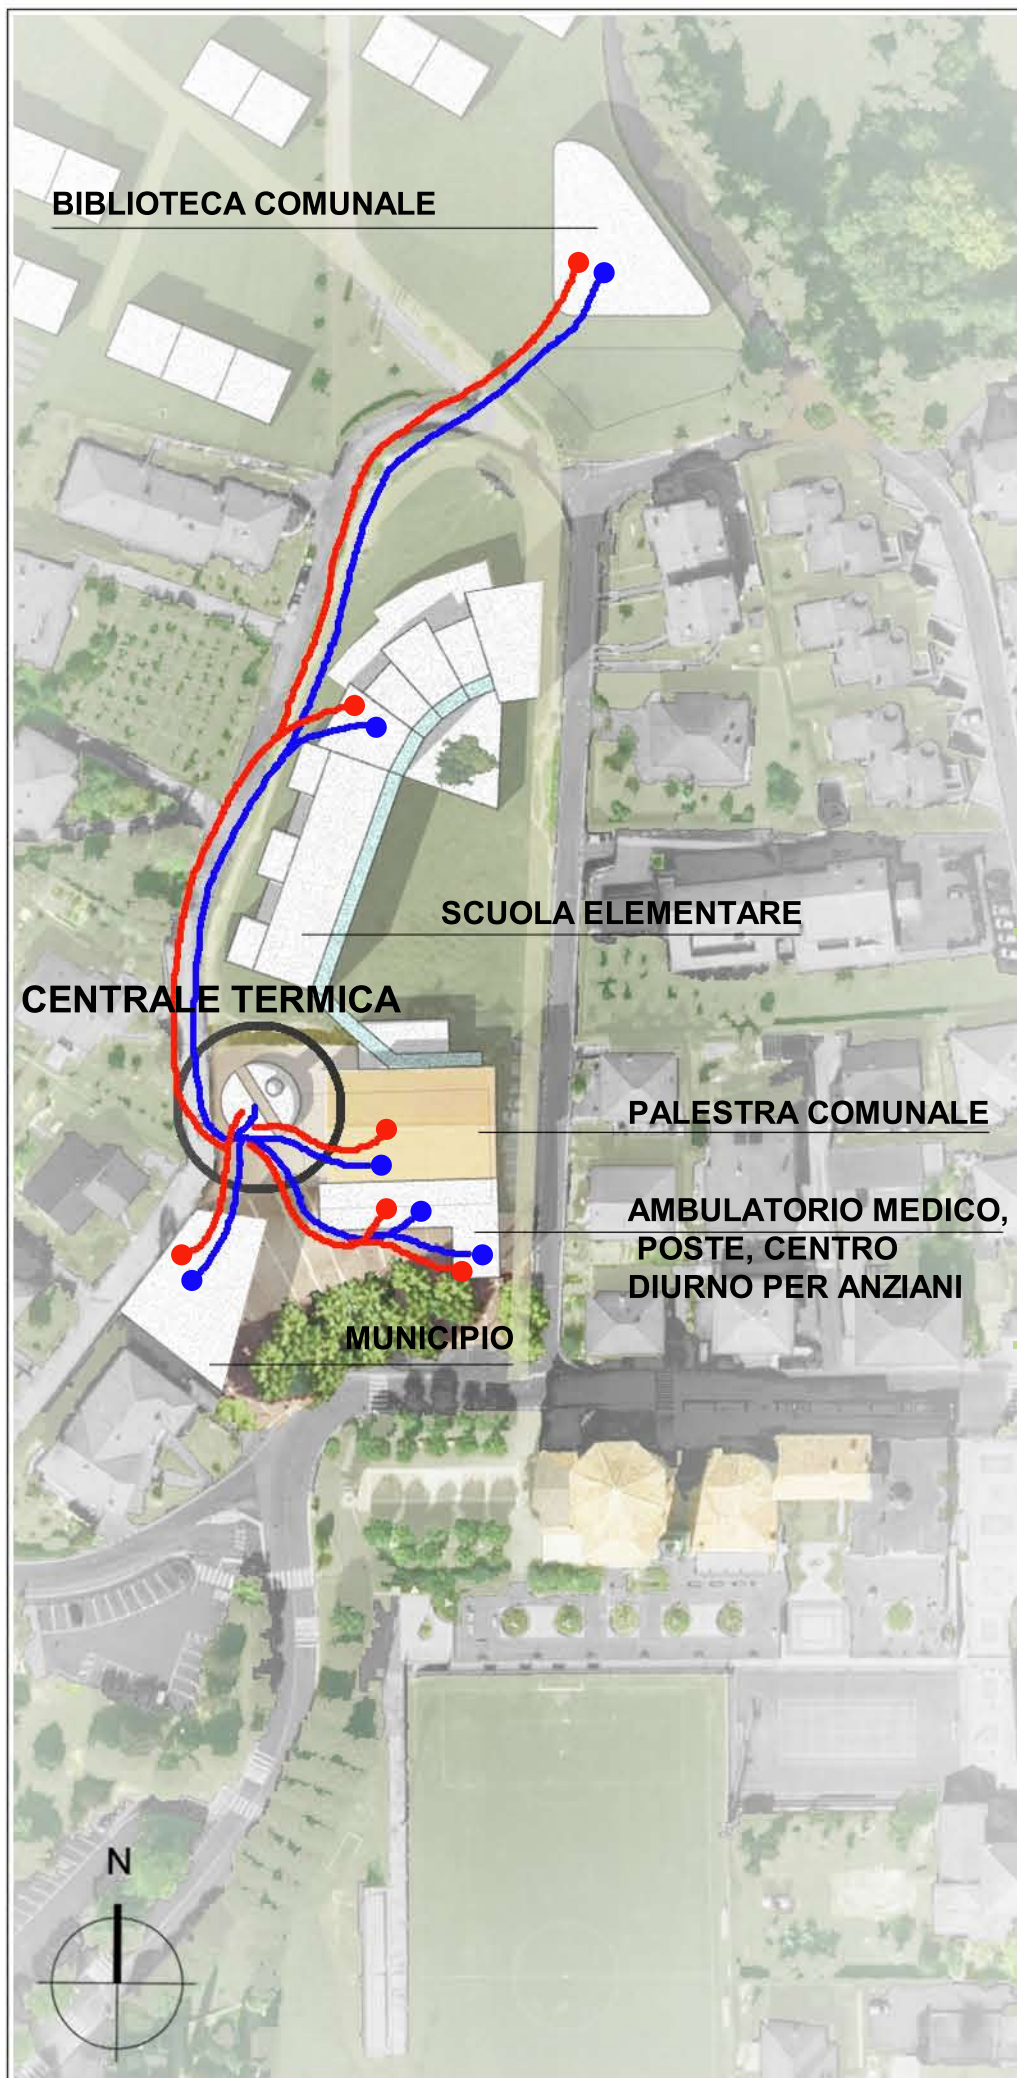 BIBLIOTECA COMUNALE
SCUOLA ELEMENTARE
CENTRALE TERMICA
PALESTRA COMUNALE
AMBULATORIO MEDICO,
POSTE, CENTRO
DIURNO PER ANZIANI
MUNICIPIO
N